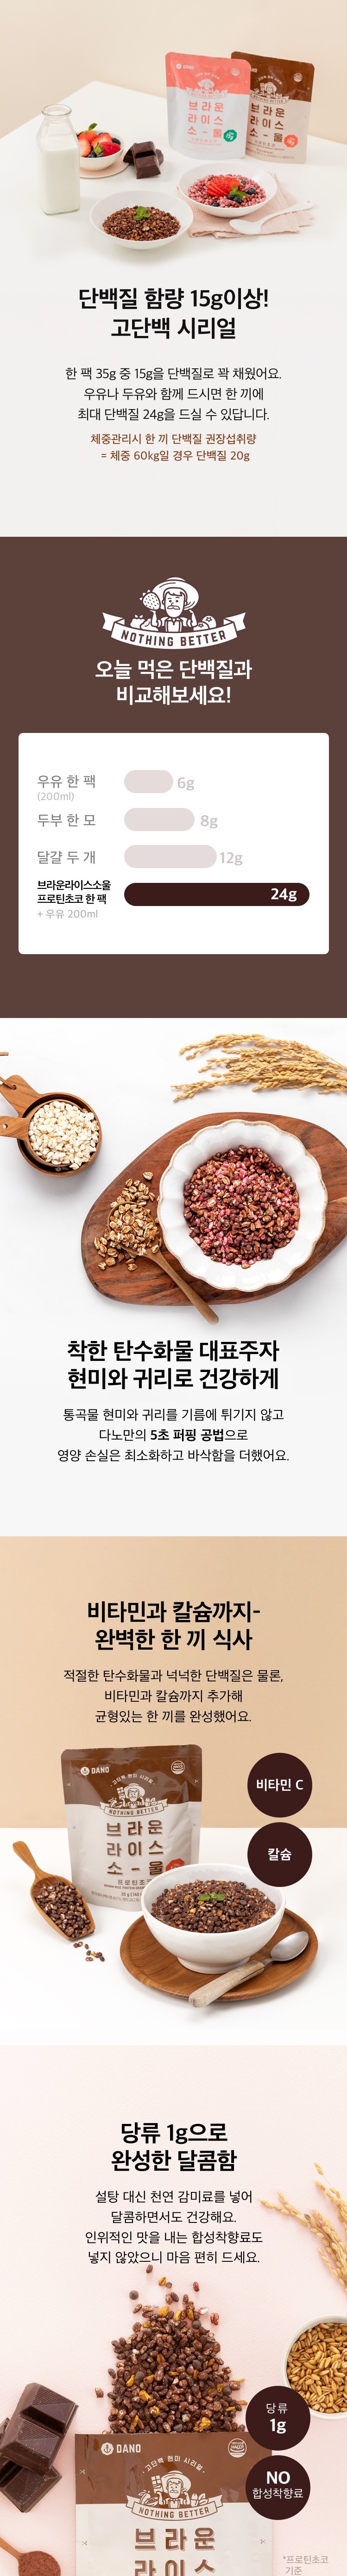 DANO
브라운
라이스
소-울
NOTHING BETTER
브라운
라이스
소-울
단백질 함량 15g이상!
고단백 시리얼
한 팩 35g 중 15g을 단백질로 꽉 채웠어요.
우유나 두유와 함께 드시면 한 끼에
최대 단백질 24g을 드실 수 있답니다.
체중관리시 한 끼 단백질 권장섭취량
= 체중 60kg일 경우 단백질 20g
NOTHING BETTER
오늘 먹은 단백질과
비교해보세요!
우유 한 팩
(200ml)
6g
두부 한 모
8g
달걀 두 개
12g
브라운라이스소울
프로틴초코 한 팩
+ 우유 200ml
24g
착한 탄수화물 대표주자
현미와 귀리로 건강하게
통곡물 현미와 귀리를 기름에 튀기지 않고
다노만의 5초 퍼핑 공법으로
영양 손실은 최소화하고 바삭함을 더했어요.
비타민과 칼슘까지-
완벽한 한 끼 식사
적절한 탄수화물과 넉넉한 단백질은 물론,
비타민과 칼슘까지 추가해
균형있는 한 끼를 완성했어요.
DANO
고단백 현미 시리얼
NOTHING BETTER
브라운
라이스
소-울
프로틴초코
비타민 C
칼슘
당류 1g으로
완성한 달콤함
설탕 대신 천연 감미료를 넣어
달콤하면서도 건강해요.
인위적인 맛을 내는 합성착향료도
넣지 않았으니 마음 편히 드세요.
당류
1g
DANO
HACCP
고단백 현미 시리얼
NOTHING BETTER
NO
합성착향료
브라운
라이스
*프로틴초코
기준